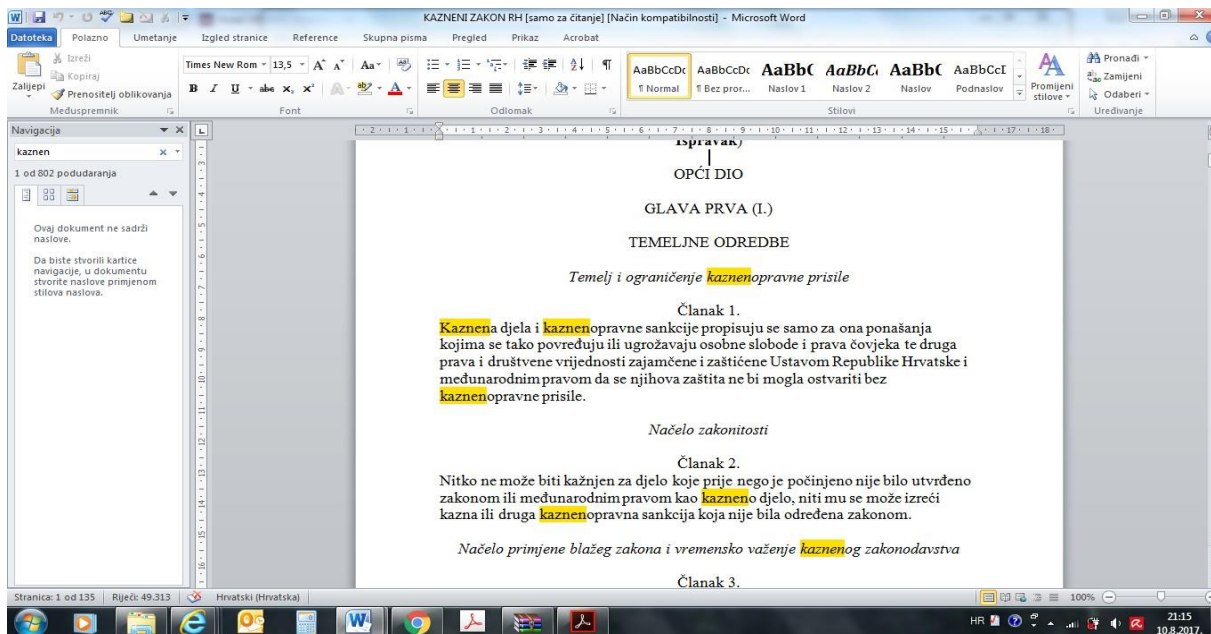 KAZNENI ZAKON RH [samo za čitanje] [Način kompatibilnosti] - Microsoft Word
Datoteka Polazno Umetanje Izgled stranice Reference Skupna pisma Pregled Prikaz Acrobat
Zalijepi
Izreži
Kopiraj
Prenositelj oblikovanja
Međuspremnik
Times New Rom 13,5
Font
Odlomak
AaBbCcDc AaBbCcDc AaBbC AaBbC AaBbC AaBbCcI
¶ Normal ¶ Bez pror... Naslov 1 Naslov 2 Naslov Podnaslov
Promijeni stilove
Stilovi
Pronađi
Zamijeni
Odaberi
Uređivanje
Navigacija
kaznen
1 od 802 podudaranja
Ovaj dokument ne sadrži
naslove.
Da biste stvorili kartice
navigacije, u dokumentu
stvorite naslove primjenom
stilova naslova.
Ispravak)
OPĆI DIO
GLAVA PRVA (I.)
TEMELJNE ODREDBE
Temelj i ograničenje kaznenopravne prisile
Članak 1.
Kaznena djela i kaznenopravne sankcije propisuju se samo za ona ponašanja
kojima se tako povređuju ili ugrožavaju osobne slobode i prava čovjeka te druga
prava i društvene vrijednosti zajamčene i zaštićene Ustavom Republike Hrvatske i
međunarodnim pravom da se njihova zaštita ne bi mogla ostvariti bez
kaznenopravne prisile.
Načelo zakonitosti
Članak 2.
Nitko ne može biti kažnjen za djelo koje prije nego je počinjeno nije bilo utvrđeno
zakonom ili međunarodnim pravom kao kazneno djelo, niti mu se može izreći
kazna ili druga kaznenopravna sankcija koja nije bila određena zakonom.
Načelo primjene blažeg zakona i vremensko važenje kaznenog zakonodavstva
Članak 3.
Stranica: 1 od 135 Riječi: 49.313 Hrvatski (Hrvatska) 100%
HR 21:15
10.8.2017.